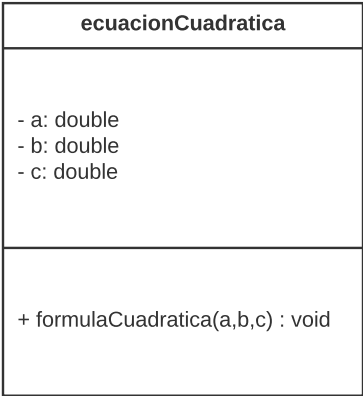 ecuacionCuadratica
- a: double
- b: double
- c: double
+ formulaCuadratica(a,b,c) : void